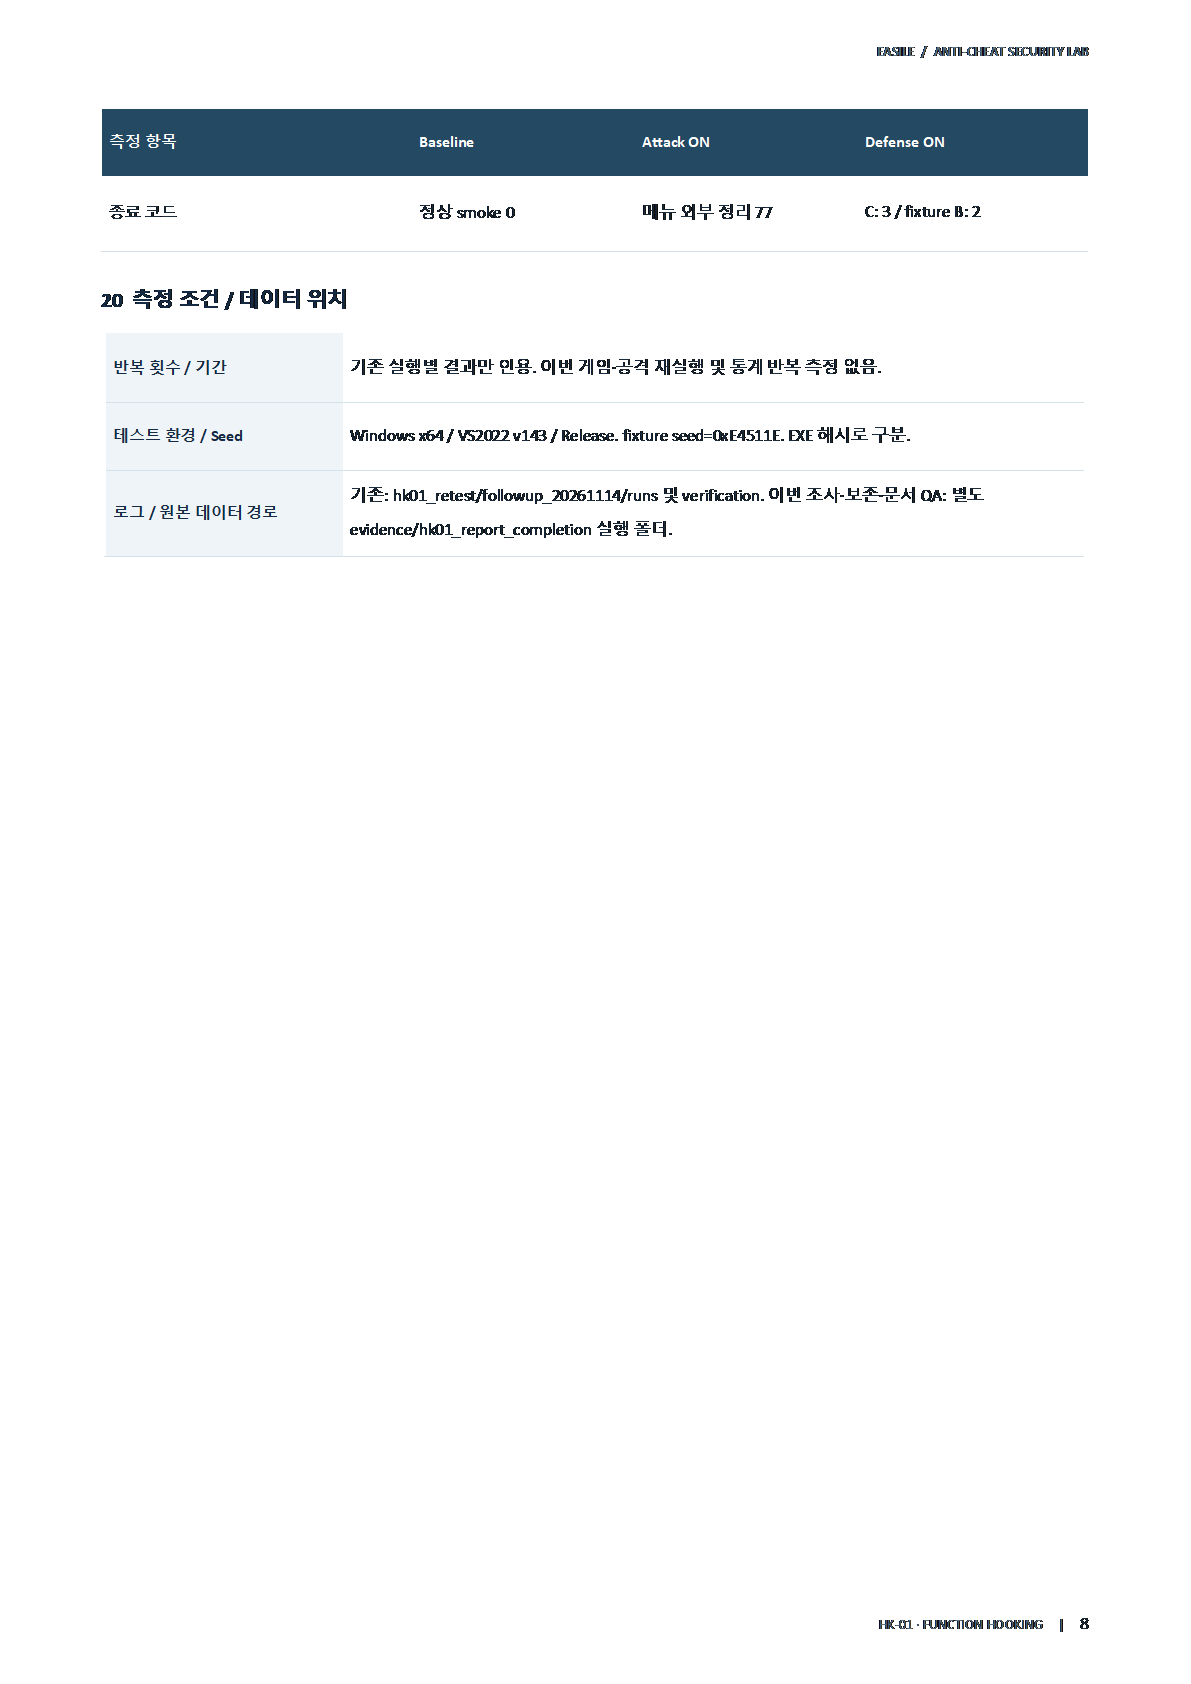 EASILE / ANTI-CHEAT SECURITY LAB
측정 항목 Baseline Attack ON Defense ON
종료 코드 정상 smoke 0 메뉴 외부 정리 77 C: 3 / fixture B: 2
20 측정 조건 / 데이터 위치
반복 횟수 / 기간 기존 실행별 결과만 인용. 이번 게임·공격 재실행 및 통계 반복 측정 없음.
테스트 환경 / Seed Windows x64 / VS2022 v143 / Release. fixture seed=0xE4511E. EXE 해시로 구분.
로그 / 원본 데이터 경로 기존: hk01_retest/followup_20261114/runs 및 verification. 이번 조사·보존·문서 QA: 별도
evidence/hk01_report_completion 실행 폴더.
HK-01 · FUNCTION HOOKING | 8